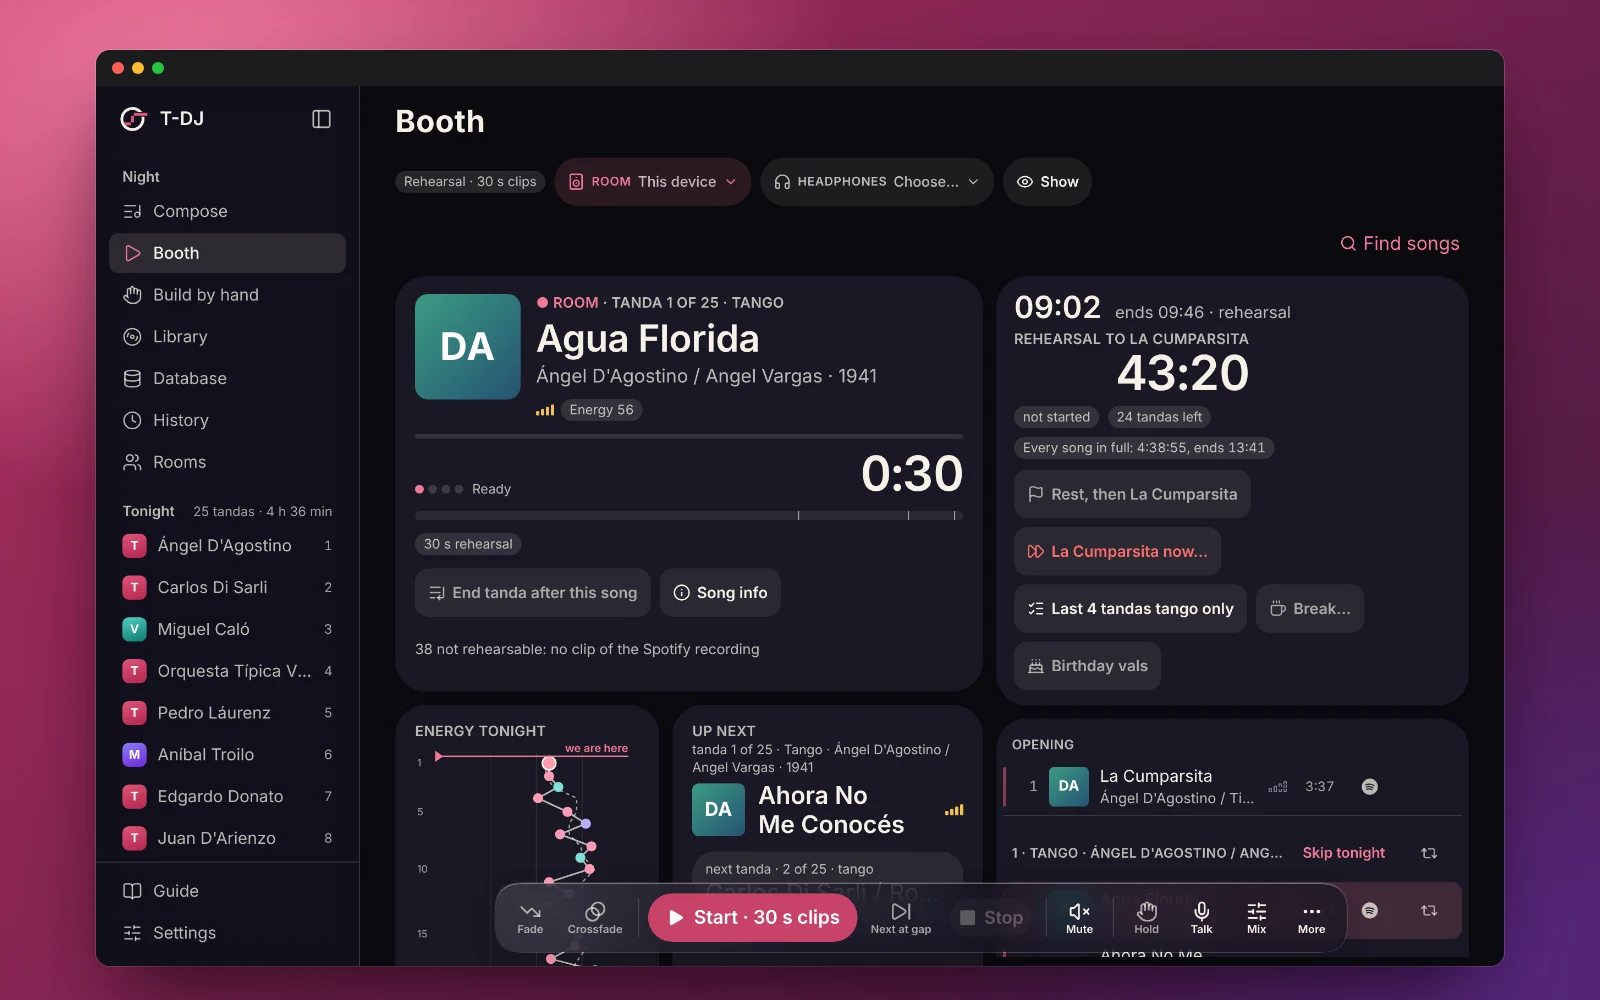 T-DJ
Night
Compose
Booth
Build by hand
Library
Database
History
Rooms
Tonight 25 tandas · 4 h 36 min
T Ángel D'Agostino 1
T Carlos Di Sarli 2
V Miguel Caló 3
T Orquesta Típica V... 4
T Pedro Láurenz 5
M Aníbal Troilo 6
T Edgardo Donato 7
T Juan D'Arienzo 8
Guide
Settings
Booth
Rehearsal · 30 s clips
ROOM This device
HEADPHONES Choose...
Show
Find songs
DA
ROOM · TANDA 1 OF 25 · TANGO
Agua Florida
Ángel D'Agostino / Angel Vargas · 1941
Energy 56
Ready
0:30
30 s rehearsal
End tanda after this song
Song info
38 not rehearsable: no clip of the Spotify recording
09:02 ends 09:46 · rehearsal
REHEARSAL TO LA CUMPARSITA
43:20
not started
24 tandas left
Every song in full: 4:38:55, ends 13:41
Rest, then La Cumparsita
La Cumparsita now...
Last 4 tandas tango only
Break...
Birthday vals
ENERGY TONIGHT
we are here
1
5
10
15
UP NEXT
tanda 1 of 25 · Tango · Ángel D'Agostino /
Angel Vargas · 1941
DA
Ahora No
Me Conocés
next tanda · 2 of 25 · tango
Carlos Di Sarli / Ro...
OPENING
1 DA La Cumparsita 3:37
Ángel D'Agostino / Ti...
1 · TANGO · ÁNGEL D'AGOSTINO / ANG... Skip tonight
Ahora No Me
Fade
Crossfade
Start · 30 s clips
Next at gap
Stop
Mute
Hold
Talk
Mix
More